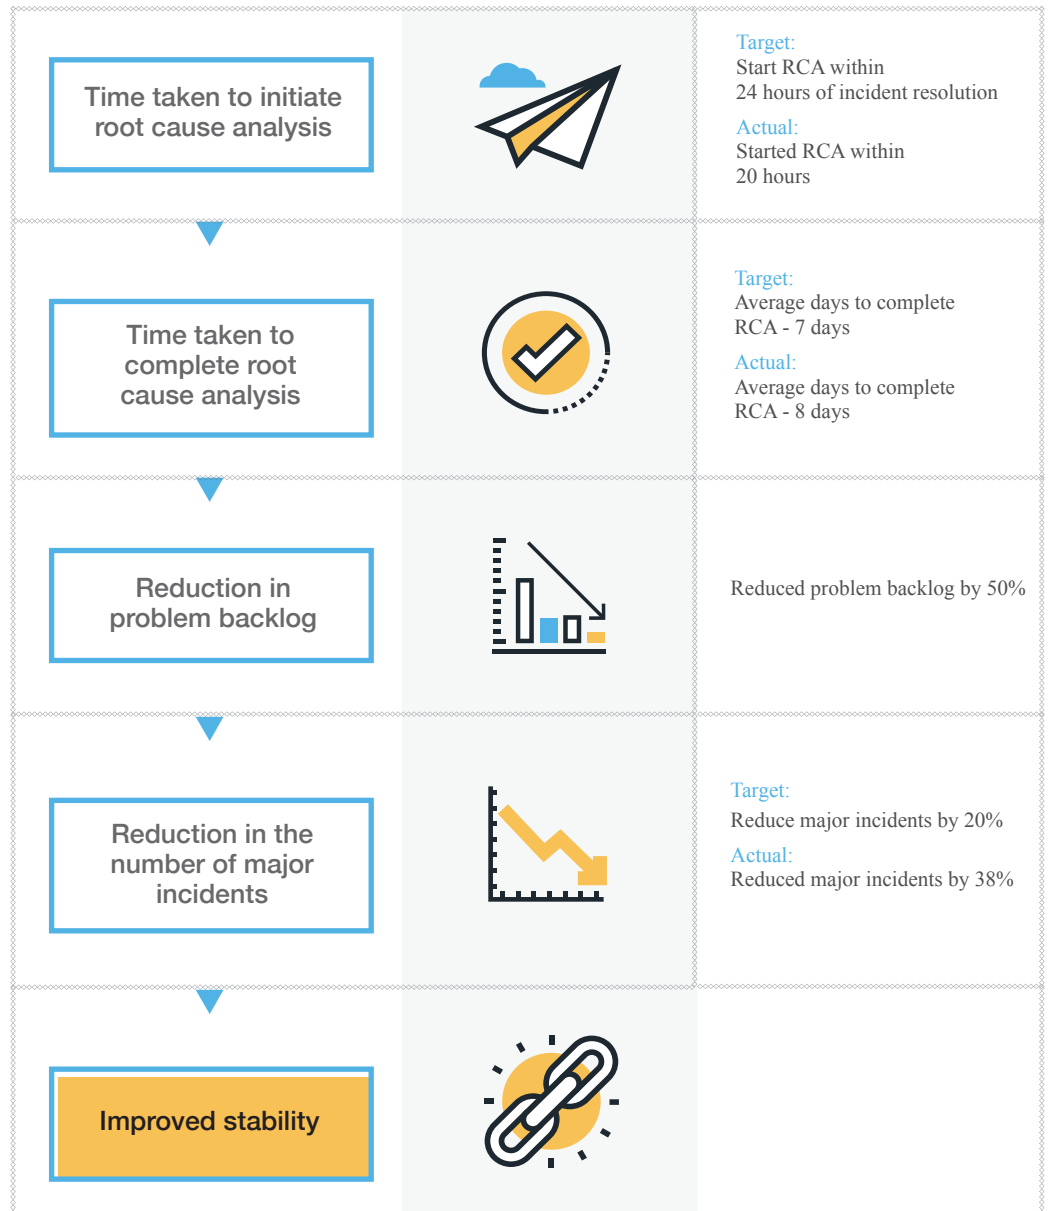 Time taken to initiate
root cause analysis
Target:
Start RCA within
24 hours of incident resolution
Actual:
Started RCA within
20 hours
Time taken to
complete root
cause analysis
Target:
Average days to complete
RCA - 7 days
Actual:
Average days to complete
RCA - 8 days
Reduction in
problem backlog
Reduced problem backlog by 50%
Reduction in the
number of major
incidents
Target:
Reduce major incidents by 20%
Actual:
Reduced major incidents by 38%
Improved stability